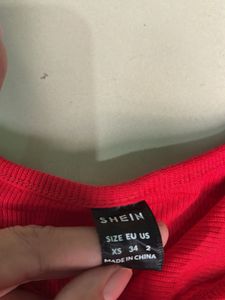 SHEIN
SIZE EU US
XS 34 2
MADE IN CHINA